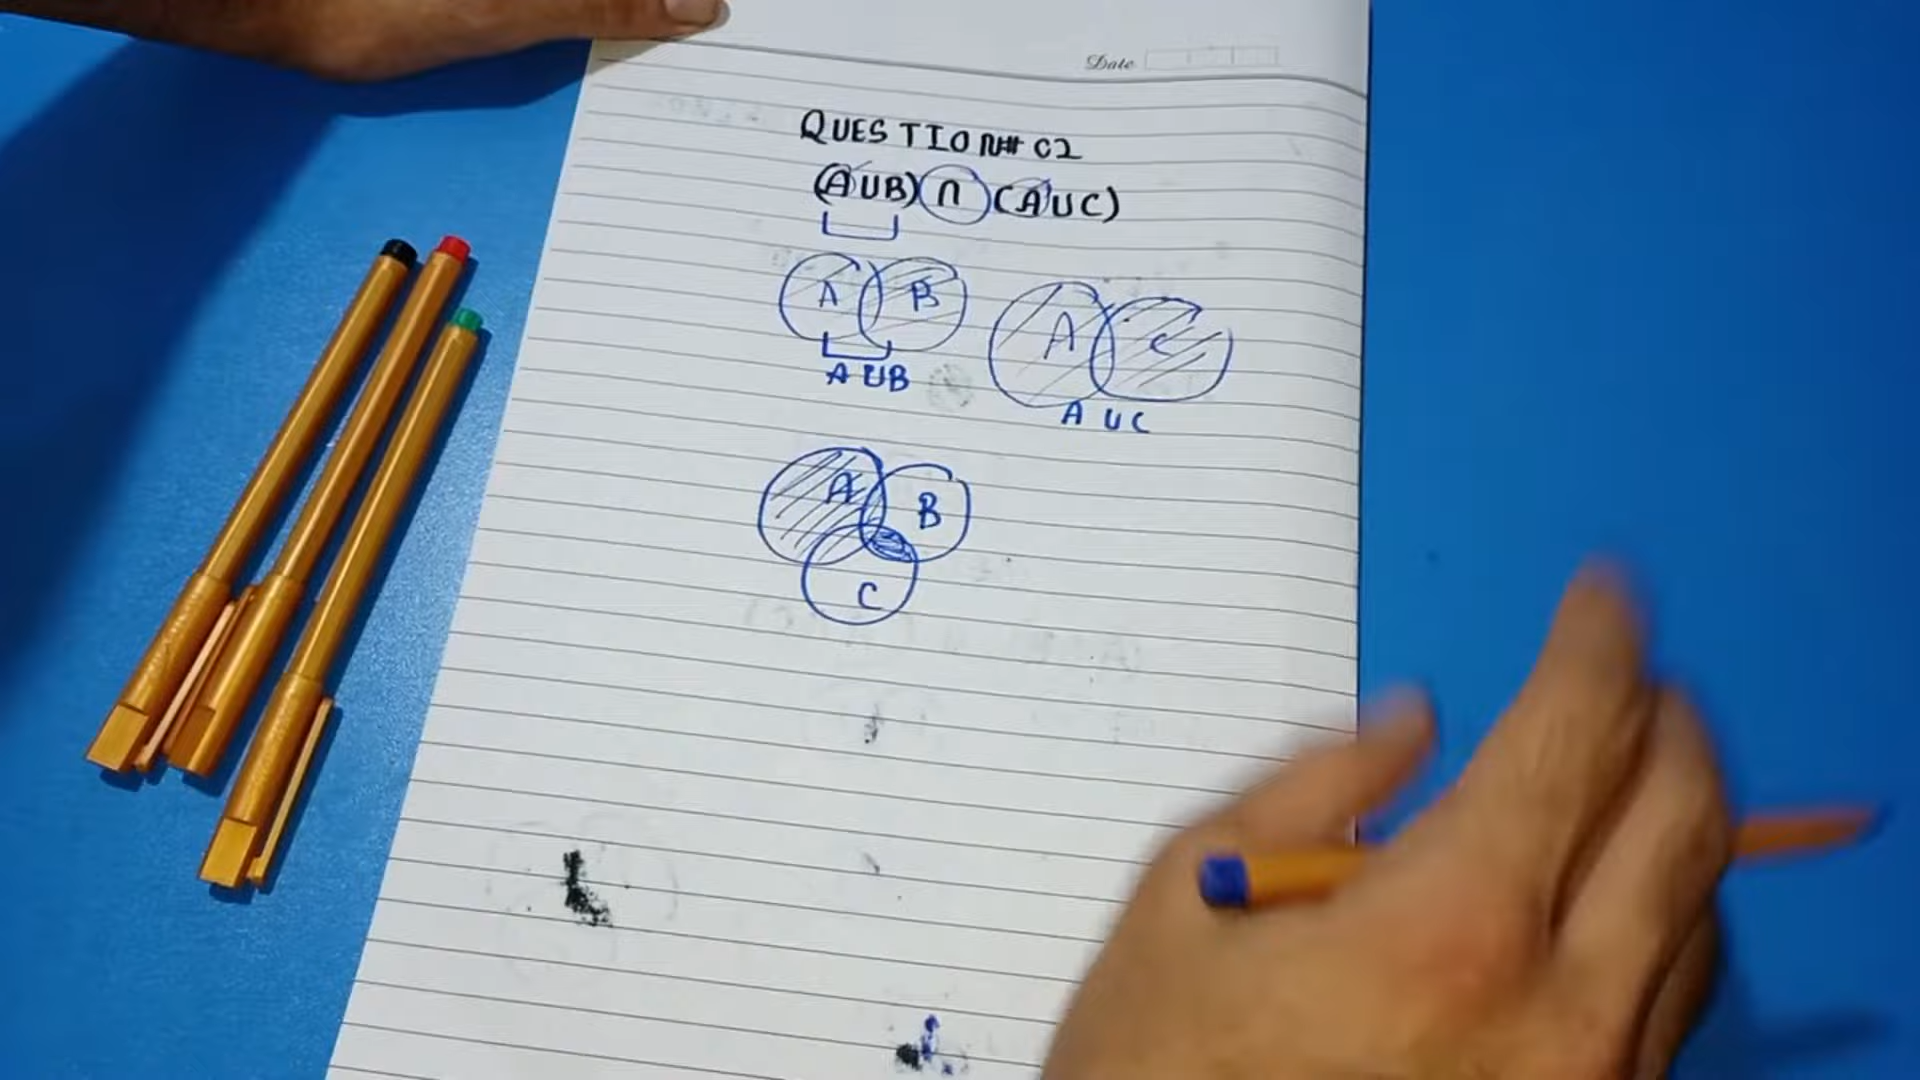 Date
QUESTION# 02
(AUB) ∩ (AUC)
A B
A C
AUB
AUC
A B
C